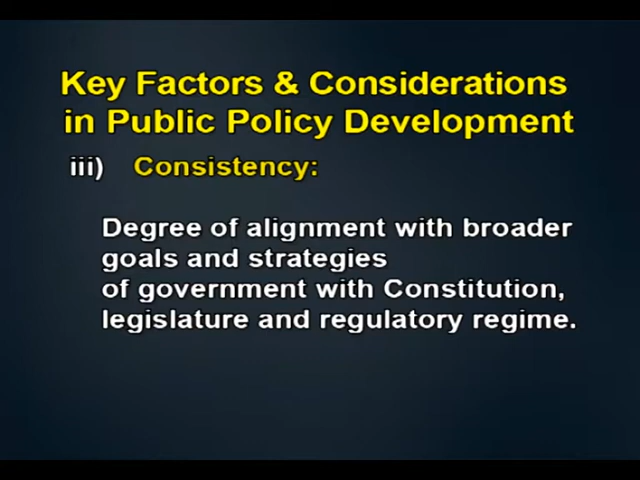 Key Factors & Considerations
in Public Policy Development
iii) Consistency:
Degree of alignment with broader
goals and strategies
of government with Constitution,
legislature and regulatory regime.